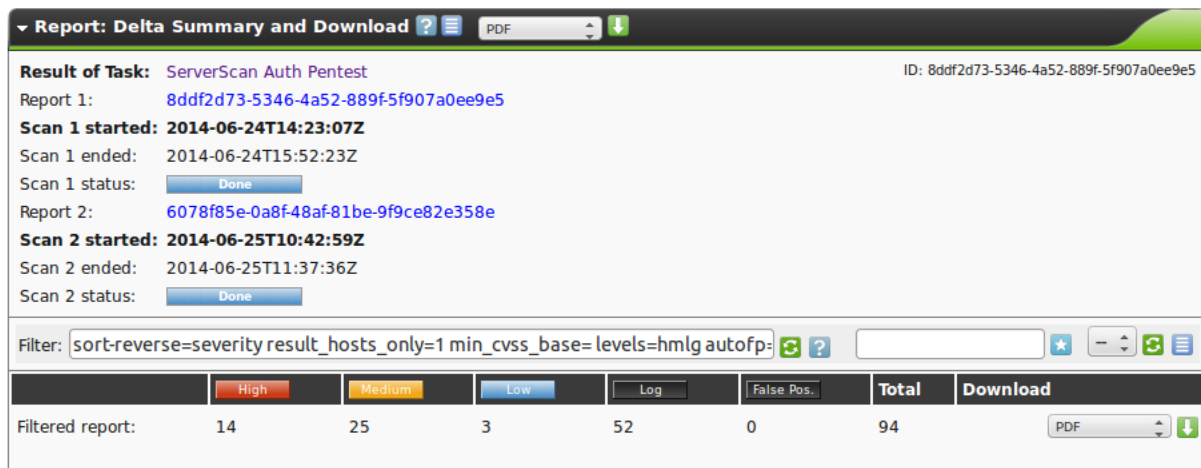 Report: Delta Summary and Download ? PDF
Result of Task: ServerScan Auth Pentest ID: 8ddf2d73-5346-4a52-889f-5f907a0ee9e5
Report 1: 8ddf2d73-5346-4a52-889f-5f907a0ee9e5
Scan 1 started: 2014-06-24T14:23:07Z
Scan 1 ended: 2014-06-24T15:52:23Z
Scan 1 status: Done
Report 2: 6078f85e-0a8f-48af-81be-9f9ce82e358e
Scan 2 started: 2014-06-25T10:42:59Z
Scan 2 ended: 2014-06-25T11:37:36Z
Scan 2 status: Done
Filter: sort-reverse=severity result_hosts_only=1 min_cvss_base= levels=hmlg autofp= ? --
High Medium Low Log False Pos. Total Download
Filtered report: 14 25 3 52 0 94 PDF